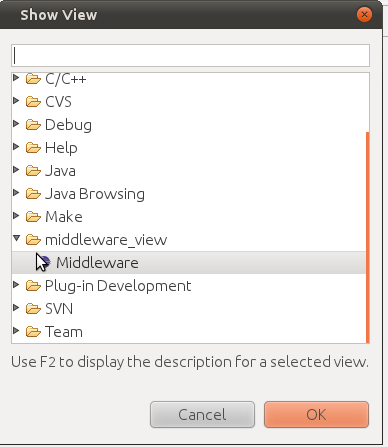 Show View
C/C++
CVS
Debug
Help
Java
Java Browsing
Make
middleware_view
Middleware
Plug-in Development
SVN
Team
Use F2 to display the description for a selected view.
Cancel
OK